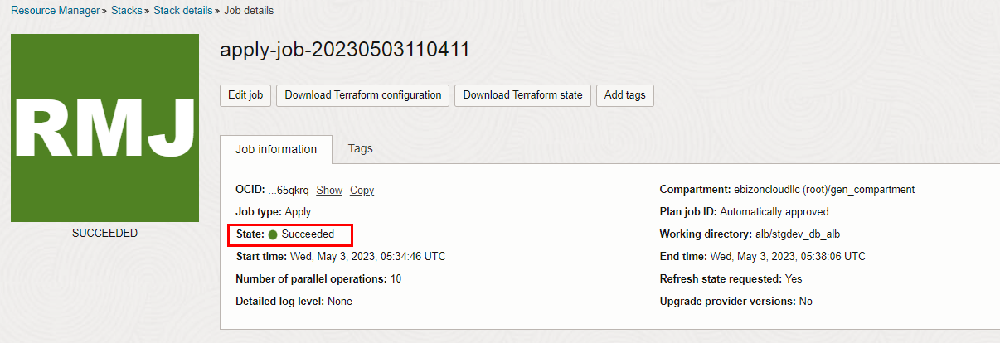 Resource Manager » Stacks » Stack details » Job details
RMJ
SUCCEEDED
apply-job-20230503110411
Edit job Download Terraform configuration Download Terraform state Add tags
Job information Tags
OCID: ...65qkrq Show Copy
Job type: Apply
State: Succeeded
Start time: Wed, May 3, 2023, 05:34:46 UTC
Number of parallel operations: 10
Detailed log level: None
Compartment: ebizoncloudllc (root)/gen_compartment
Plan job ID: Automatically approved
Working directory: alb/stgdev_db_alb
End time: Wed, May 3, 2023, 05:38:06 UTC
Refresh state requested: Yes
Upgrade provider versions: No